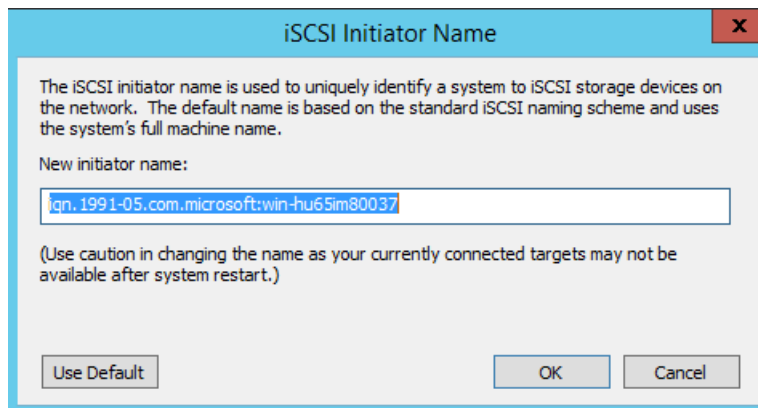 iSCSI Initiator Name
x
The iSCSI initiator name is used to uniquely identify a system to iSCSI storage devices on
the network.  The default name is based on the standard iSCSI naming scheme and uses
the system's full machine name.
New initiator name:
iqn.1991-05.com.microsoft:win-hu65im80037
(Use caution in changing the name as your currently connected targets may not be
available after system restart.)
Use Default
OK
Cancel